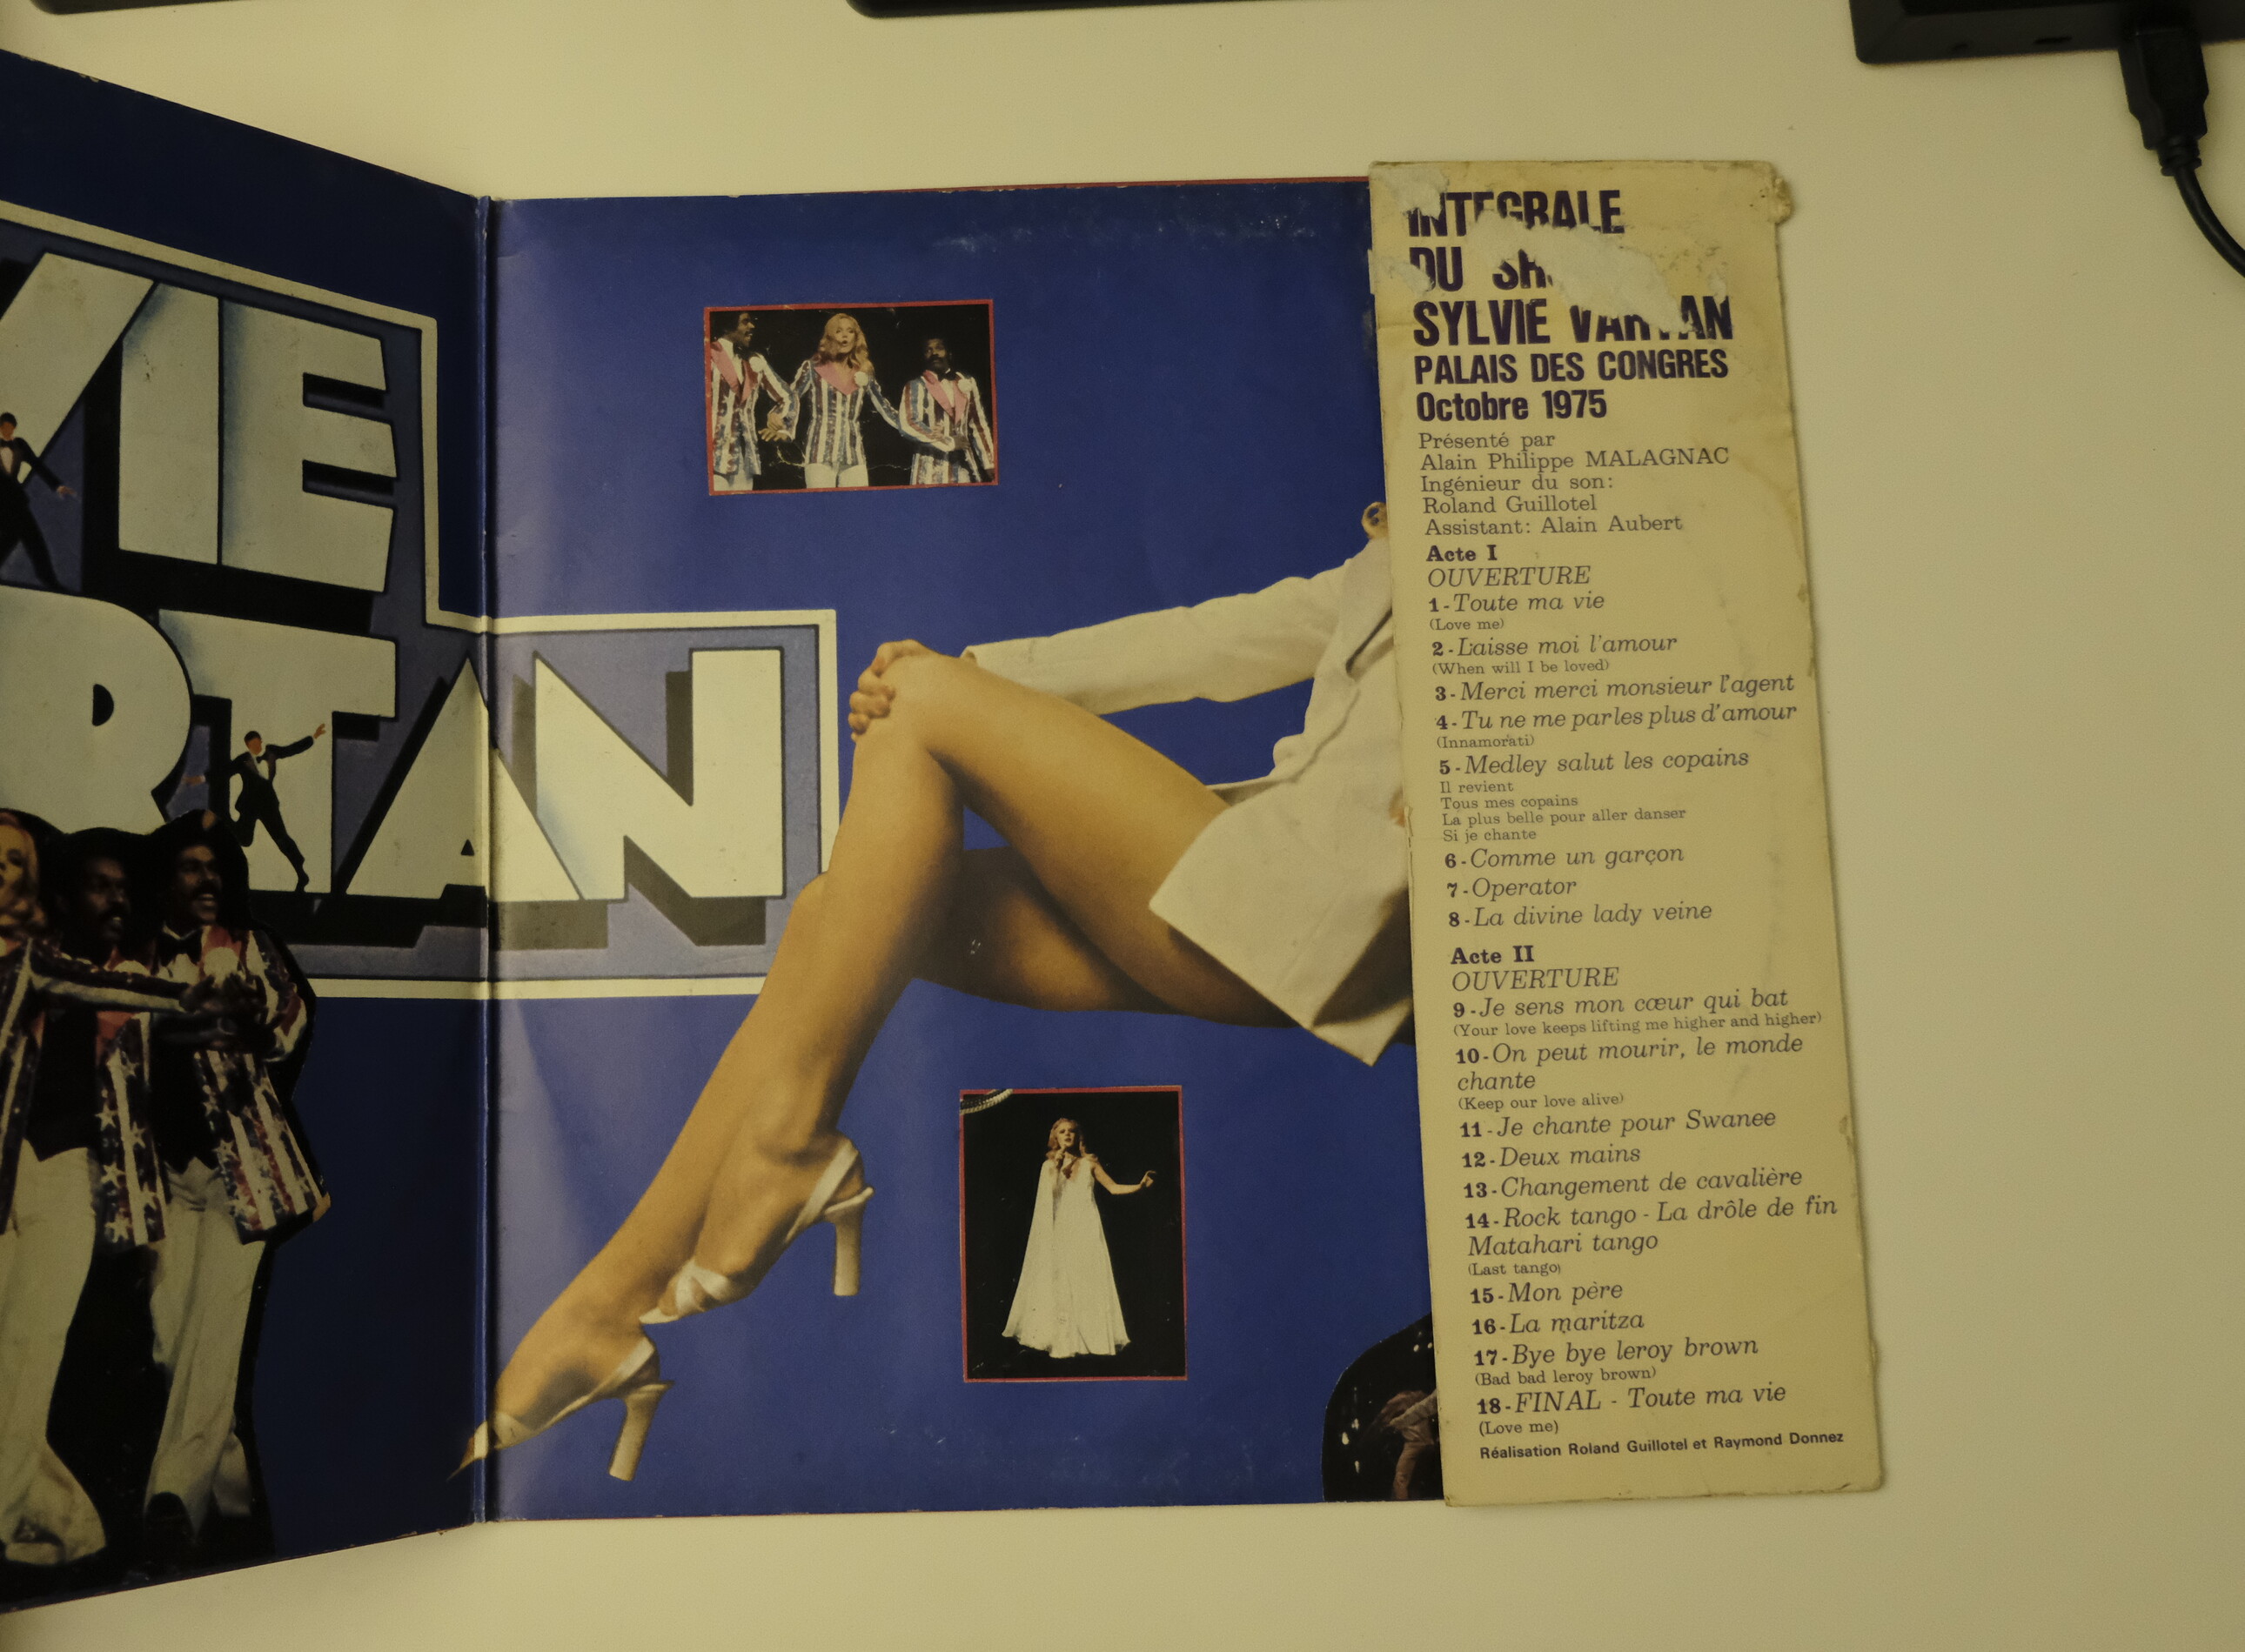 VIE
RTAN
INTEGRALE
DU
SYLVIE VARTAN
PALAIS DES CONGRES
Octobre 1975
Présenté par
Alain Philippe MALAGNAC
Ingénieur du son:
Roland Guillotel
Assistant: Alain Aubert
Acte I
OUVERTURE
1-Toute ma vie
(Love me)
2-Laisse moi l'amour
(When will I be loved)
3-Merci merci monsieur l'agent
4-Tu ne me parles plus d'amour
(Innamorati)
5-Medley salut les copains
Il revient
Tous mes copains
La plus belle pour aller danser
Si je chante
6-Comme un garçon
7-Operator
8-La divine lady veine
Acte II
OUVERTURE
9-Je sens mon cœur qui bat
(Your love keeps lifting me higher and higher)
10-On peut mourir, le monde
chante
(Keep our love alive)
11-Je chante pour Swanee
12-Deux mains
13-Changement de cavalière
14-Rock tango - La drôle de fin
Matahari tango
(Last tango)
15-Mon père
16-La maritza
17-Bye bye leroy brown
(Bad bad leroy brown)
18-FINAL - Toute ma vie
(Love me)
Réalisation Roland Guillotel et Raymond Donnez